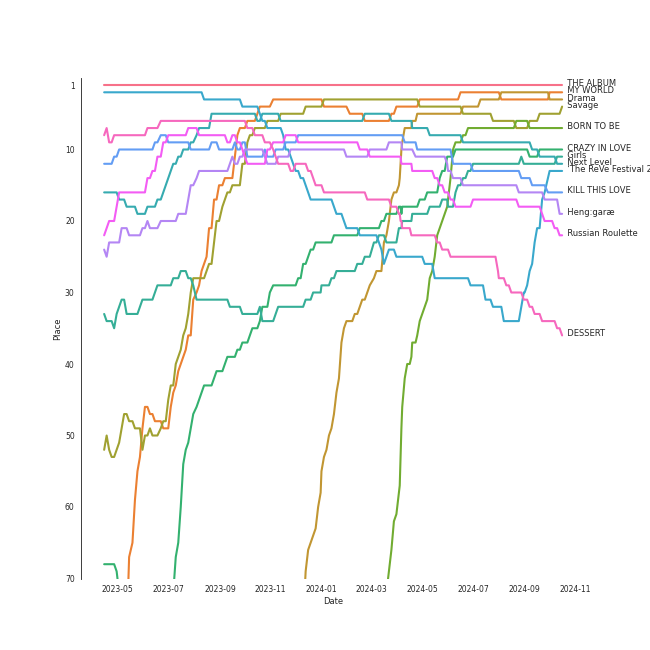 1
10
20
30
40
50
60
70
Place
THE ALBUM
MY WORLD
Drama
Savage
BORN TO BE
CRAZY IN LOVE
Girls
Next Level
'The ReVe Festival 2
KILL THIS LOVE
Heng:garæ
Russian Roulette
DESSERT
2023-05
2023-07
2023-09
2023-11
2024-01
2024-03
2024-05
2024-07
2024-09
2024-11
Date